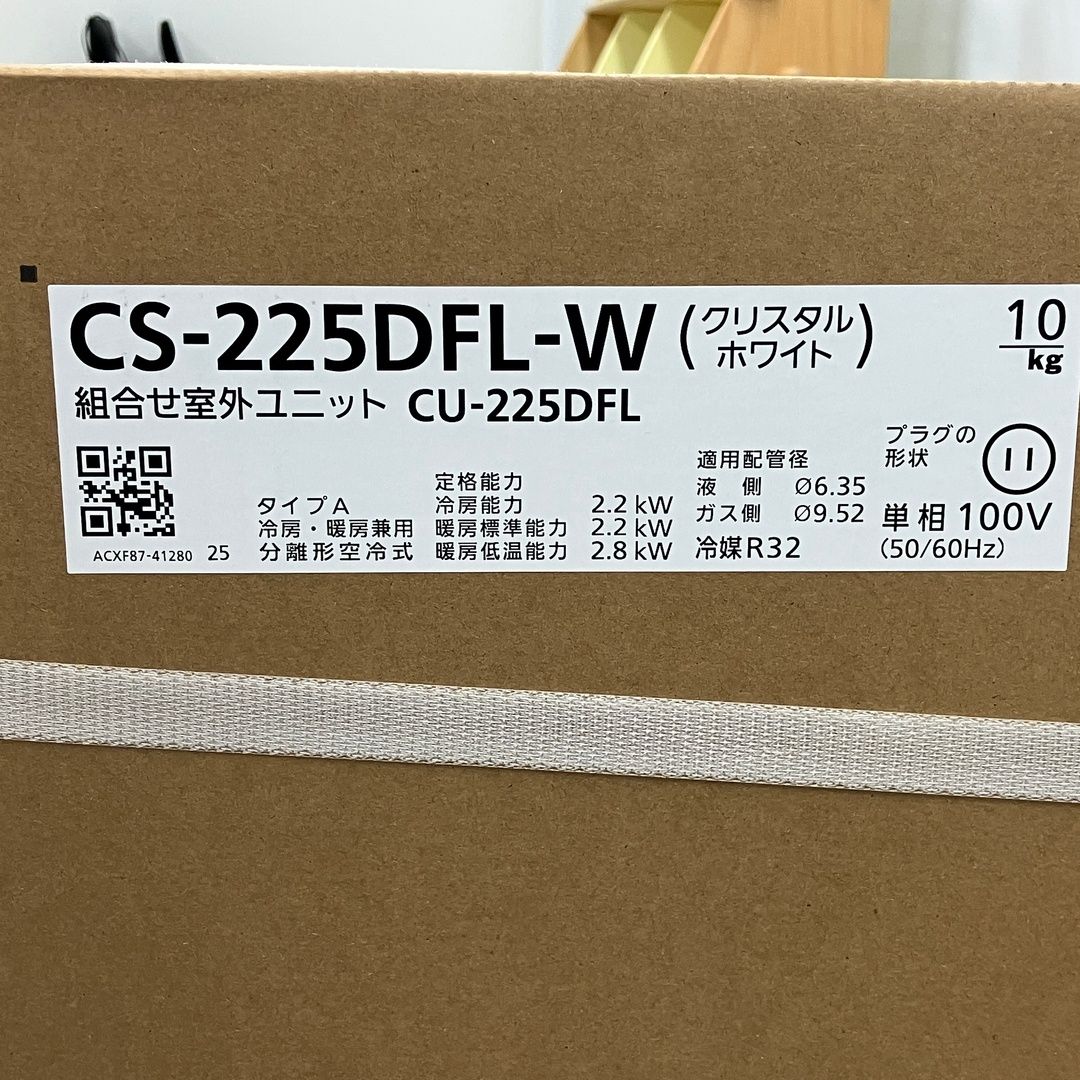 CS-225DFL-W (クリスタルホワイト) 10 kg
組合せ室外ユニット CU-225DFL
ACXF87-41280 25
タイプA
冷房・暖房兼用
分離形空冷式
定格能力
冷房能力 2.2 kW
暖房標準能力 2.2 kW
暖房低温能力 2.8 kW
適用配管径
液 側 Ø6.35
ガス側 Ø9.52
冷媒R32
プラグの
形状
単相 100V
(50/60Hz)